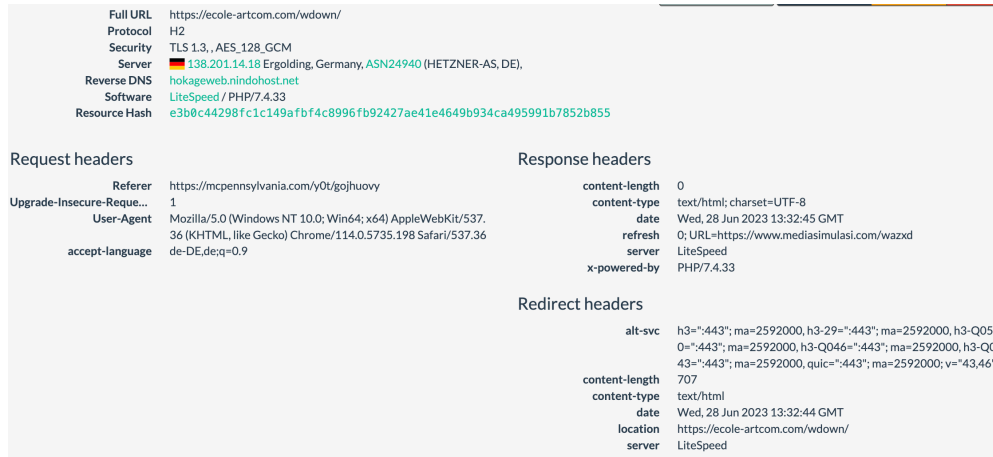 Full URL https://ecole-artcom.com/wdown/
Protocol H2
Security TLS 1.3, , AES_128_GCM
Server 138.201.14.18 Ergolding, Germany, ASN24940 (HETZNER-AS, DE),
Reverse DNS hokageweb.nindohost.net
Software LiteSpeed / PHP/7.4.33
Resource Hash e3b0c44298fc1c149afbf4c8996fb92427ae41e4649b934ca495991b7852b855
Request headers
Referer https://mcpennsylvania.com/y0t/gojhuovy
Upgrade-Insecure-Reque... 1
User-Agent Mozilla/5.0 (Windows NT 10.0; Win64; x64) AppleWebKit/537.
36 (KHTML, like Gecko) Chrome/114.0.5735.198 Safari/537.36
accept-language de-DE,de;q=0.9
Response headers
content-length 0
content-type text/html; charset=UTF-8
date Wed, 28 Jun 2023 13:32:45 GMT
refresh 0; URL=https://www.mediasimulasi.com/wazxd
server LiteSpeed
x-powered-by PHP/7.4.33
Redirect headers
alt-svc h3=":443"; ma=2592000, h3-29=":443"; ma=2592000, h3-Q05
0=":443"; ma=2592000, h3-Q046=":443"; ma=2592000, h3-Q0
43=":443"; ma=2592000, quic=":443"; ma=2592000; v="43,46"
content-length 707
content-type text/html
date Wed, 28 Jun 2023 13:32:44 GMT
location https://ecole-artcom.com/wdown/
server LiteSpeed